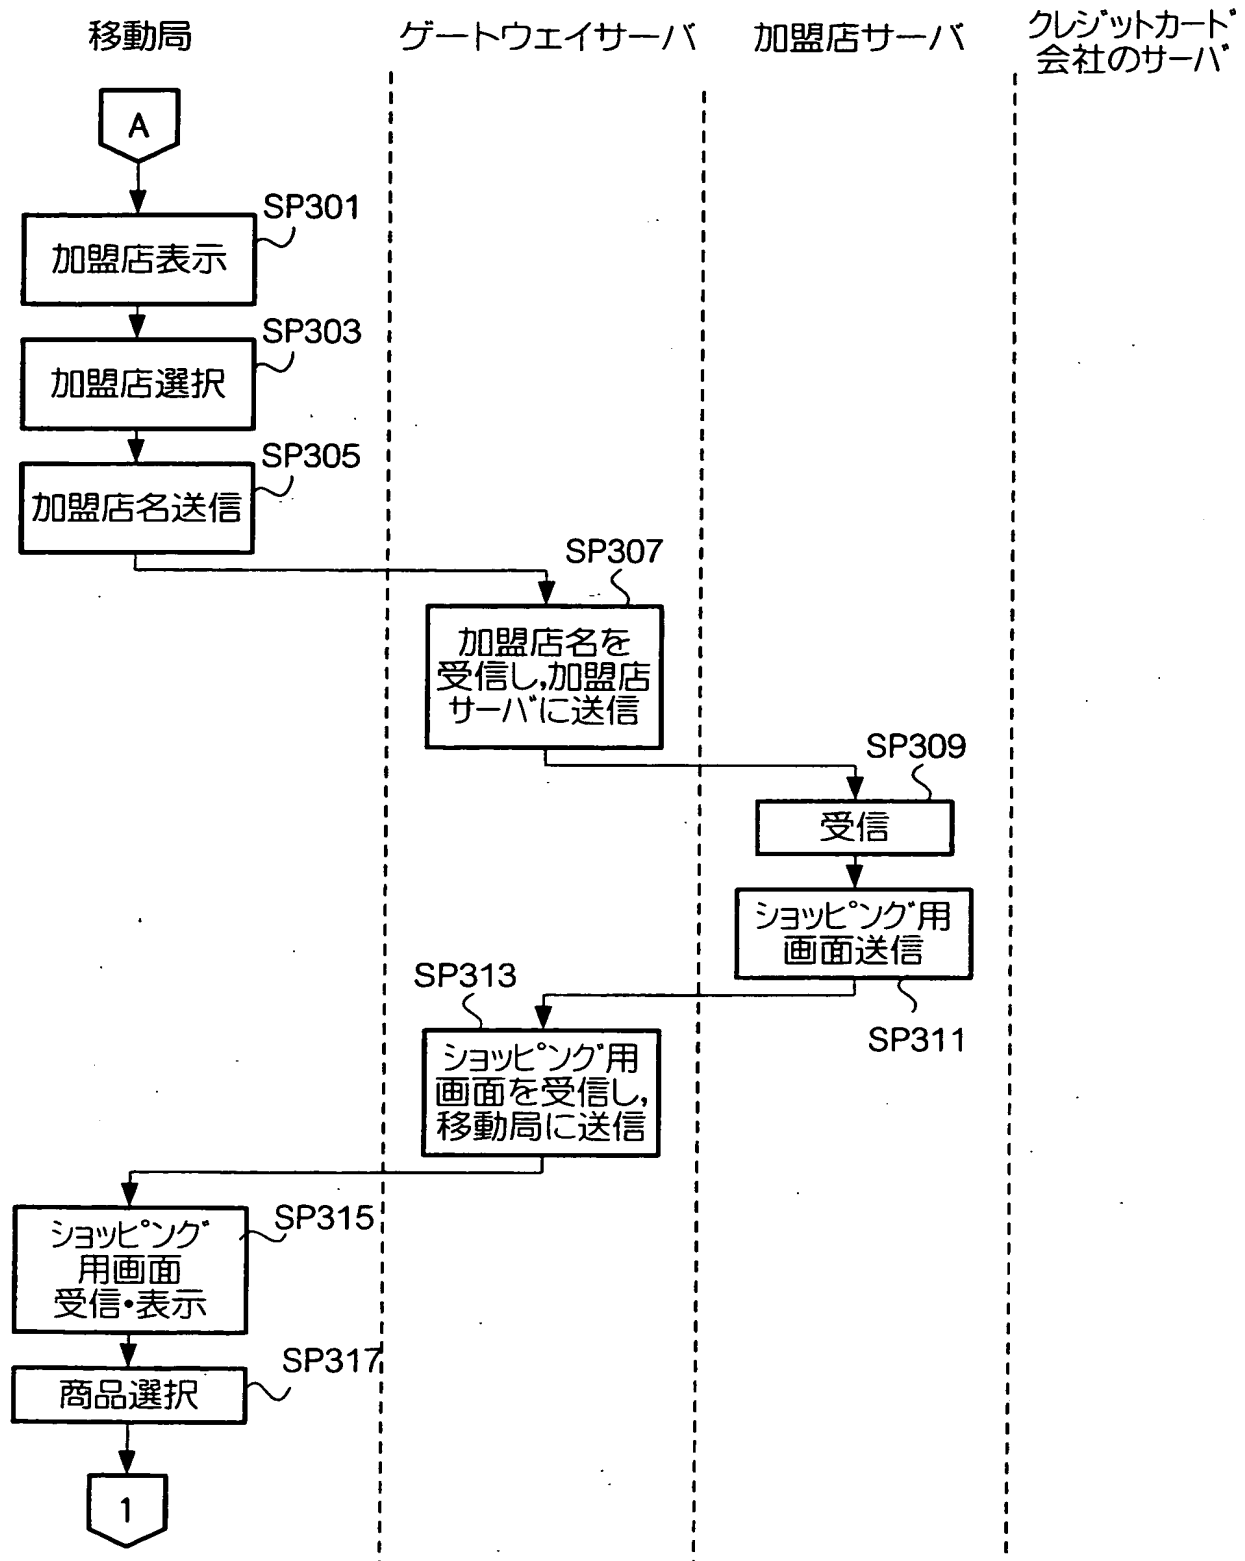 移動局
ゲートウェイサーバ
加盟店サーバ
クレジットカード
会社のサーバ
A
SP301
加盟店表示
SP303
加盟店選択
SP305
加盟店名送信
SP307
加盟店名を
受信し,加盟店
サーバに送信
SP309
受信
ショッピング用
画面送信
SP311
SP313
ショッピング用
画面を受信し,
移動局に送信
SP315
ショッピング
用画面
受信・表示
SP317
商品選択
1